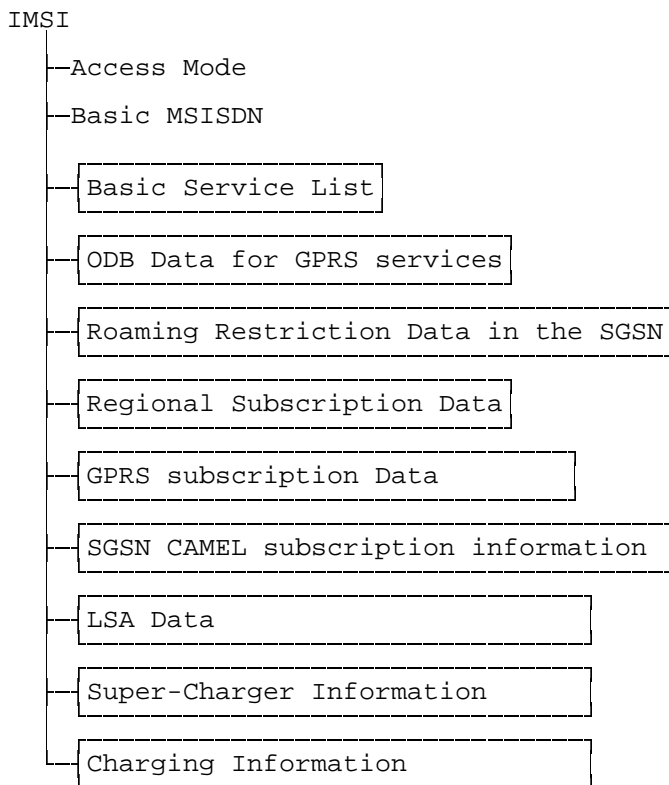 IMSI
Access Mode
Basic MSISDN
Basic Service List
ODB Data for GPRS services
Roaming Restriction Data in the SGSN
Regional Subscription Data
GPRS subscription Data
SGSN CAMEL subscription information
LSA Data
Super-Charger Information
Charging Information